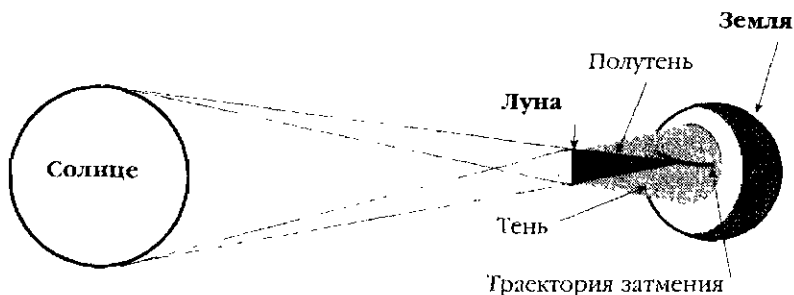 Земля
Полутень
Луна
Солнце
Тень
Траектория затмения